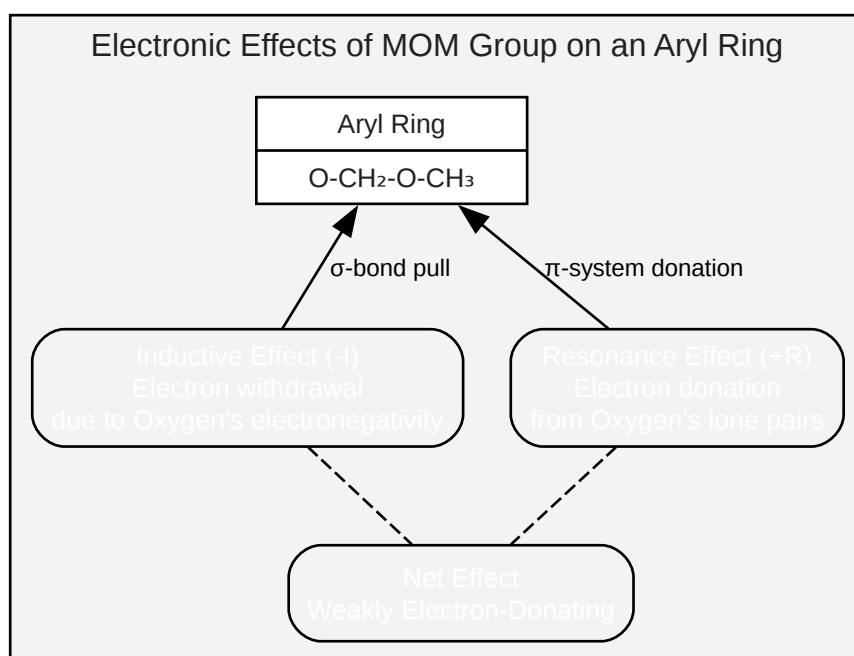 Electronic Effects of MOM Group on an Aryl Ring
Aryl Ring
O-CH₂-O-CH₃
σ-bond pull
π-system donation
Inductive Effect (-I)
Electron withdrawal
due to Oxygen's electronegativity
Resonance Effect (+R)
Electron donation
from Oxygen's lone pairs
Net Effect
Weakly Electron-Donating